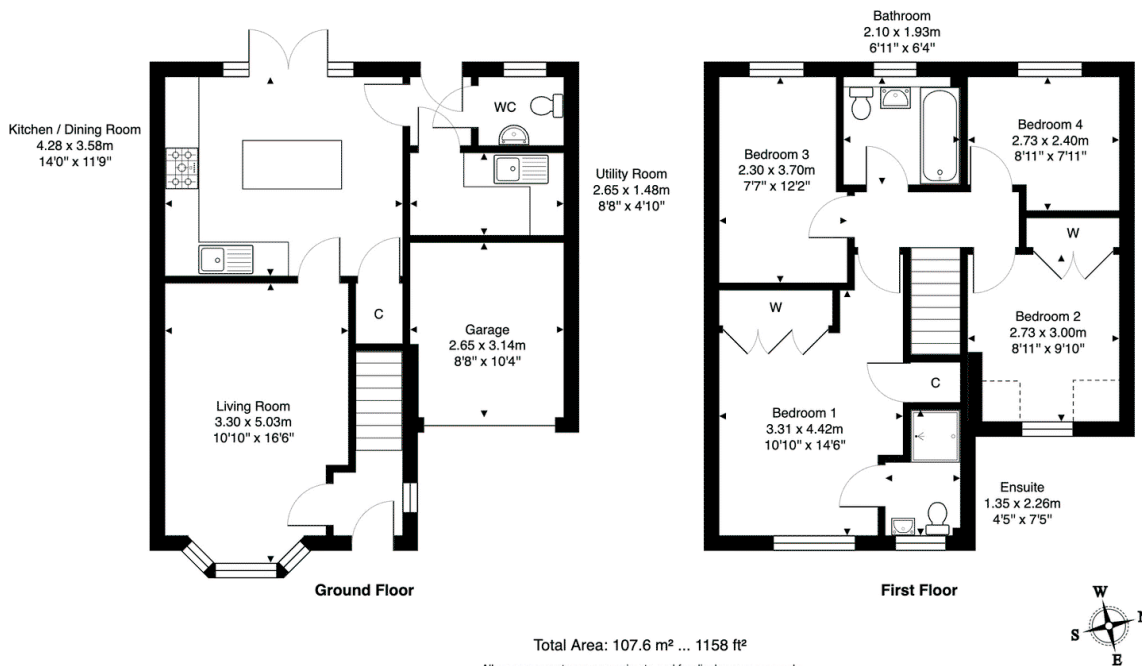 Bathroom
2.10 x 1.93m
6'11" x 6'4"
Kitchen / Dining Room
4.28 x 3.58m
14'0" x 11'9"
WC
Utility Room
2.65 x 1.48m
8'8" x 4'10"
Garage
2.65 x 3.14m
8'8" x 10'4"
C
Living Room
3.30 x 5.03m
10'10" x 16'6"
Ground Floor
Bedroom 3
2.30 x 3.70m
7'7" x 12'2"
Bedroom 4
2.73 x 2.40m
8'11" x 7'11"
W
W
Bedroom 2
2.73 x 3.00m
8'11" x 9'10"
C
Bedroom 1
3.31 x 4.42m
10'10" x 14'6"
Ensuite
1.35 x 2.26m
4'5" x 7'5"
First Floor
W
S
E
Total Area: 107.6 m² ... 1158 ft²